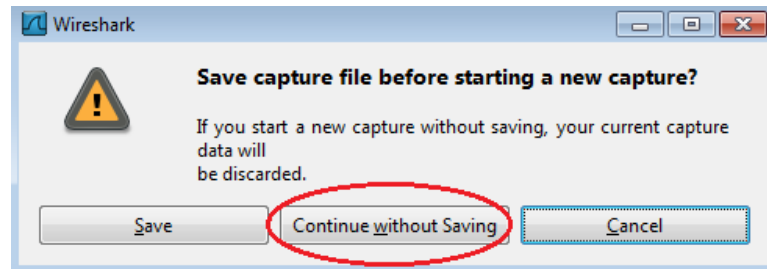 Wireshark
Save capture file before starting a new capture?
If you start a new capture without saving, your current capture
data will
be discarded.
Save Continue without Saving Cancel